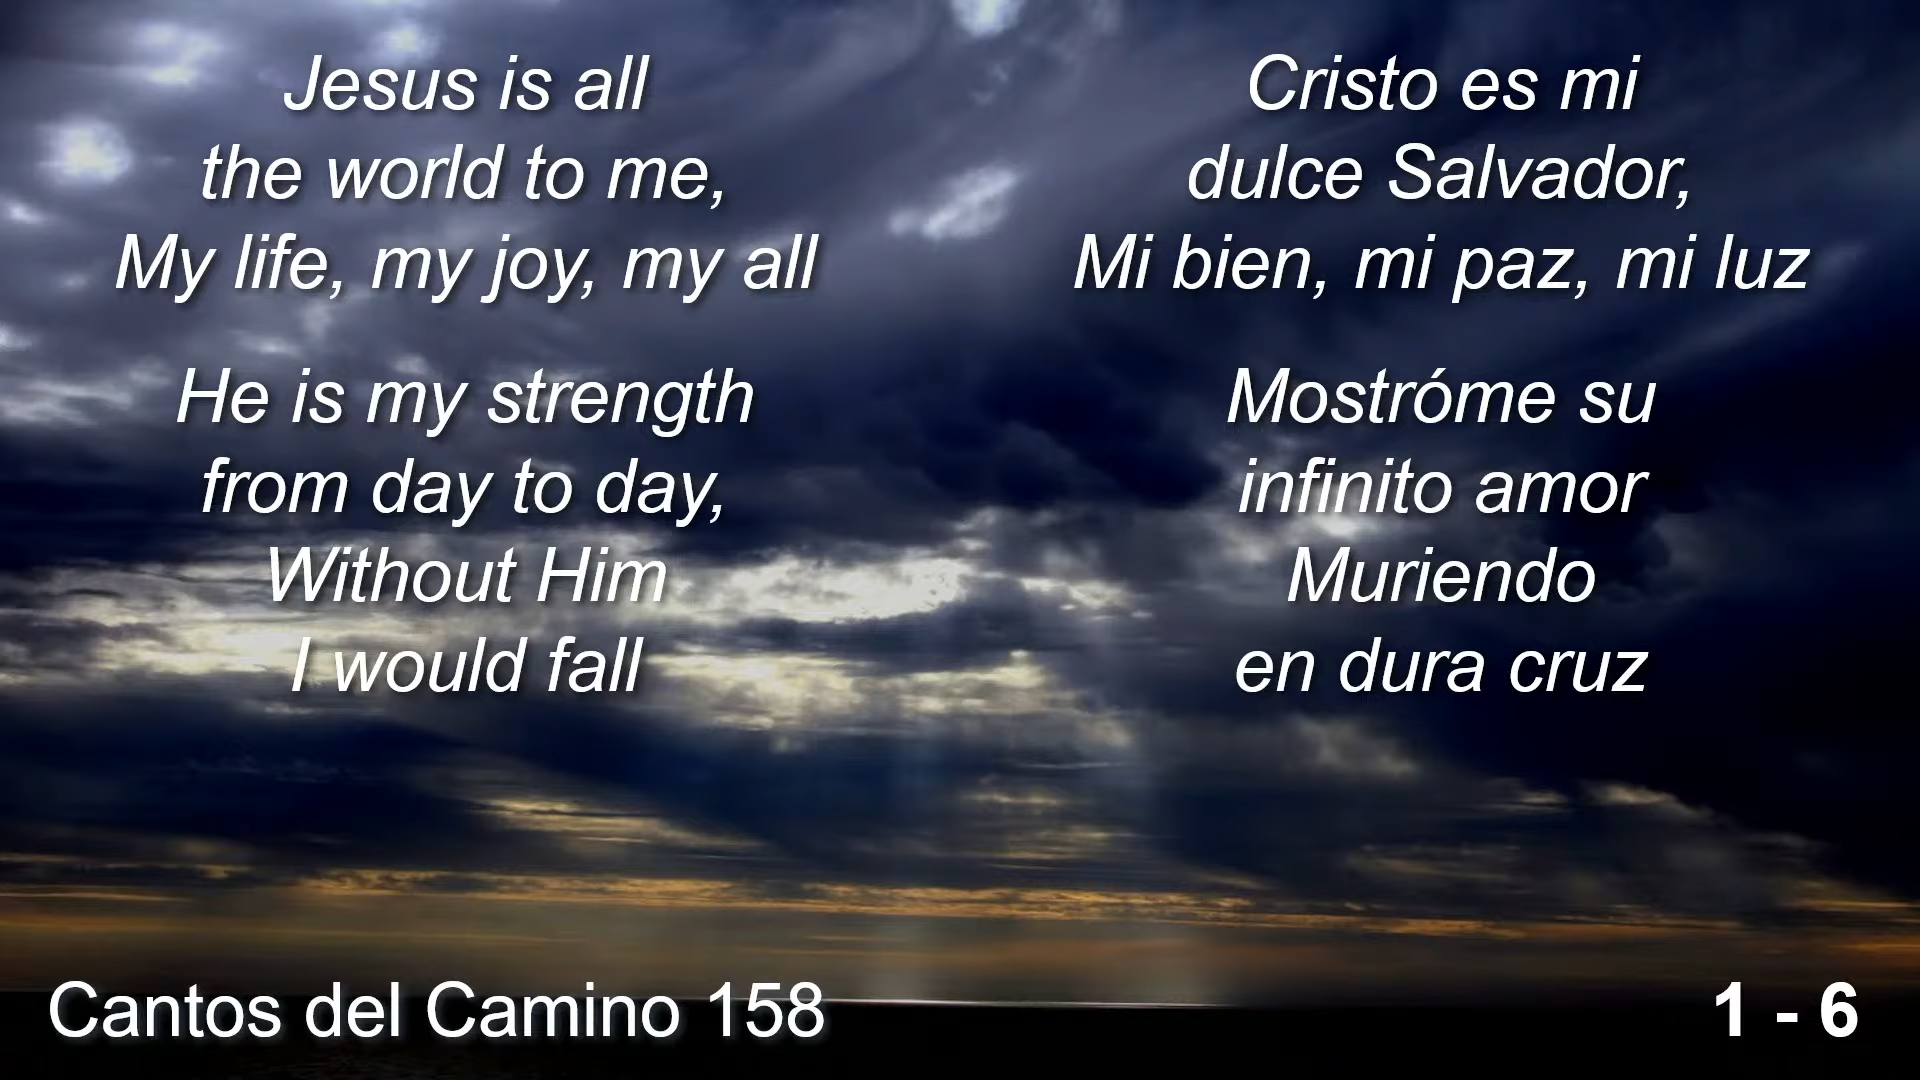 Jesus is all
the world to me,
My life, my joy, my all
He is my strength
from day to day,
Without Him
I would fall
Cristo es mi
dulce Salvador,
Mi bien, mi paz, mi luz
Mostróme su
infinito amor
Muriendo
en dura cruz
Cantos del Camino 158
1 - 6